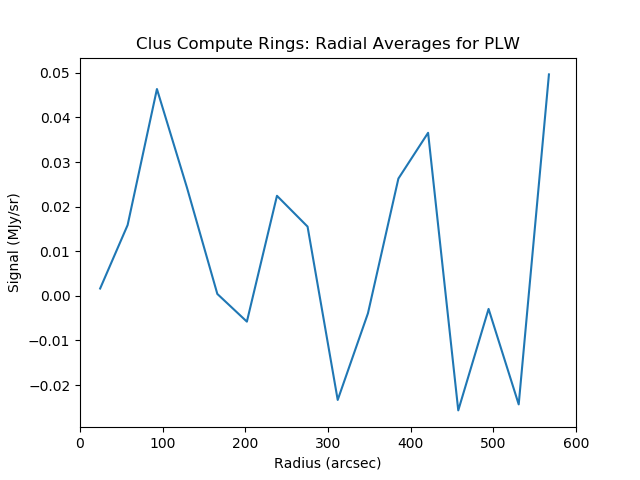 Clus Compute Rings: Radial Averages for PLW
0.05
0.04
0.03
0.02
0.01
0.00
−0.01
−0.02
Signal (MJy/sr)
0 100 200 300 400 500 600
Radius (arcsec)